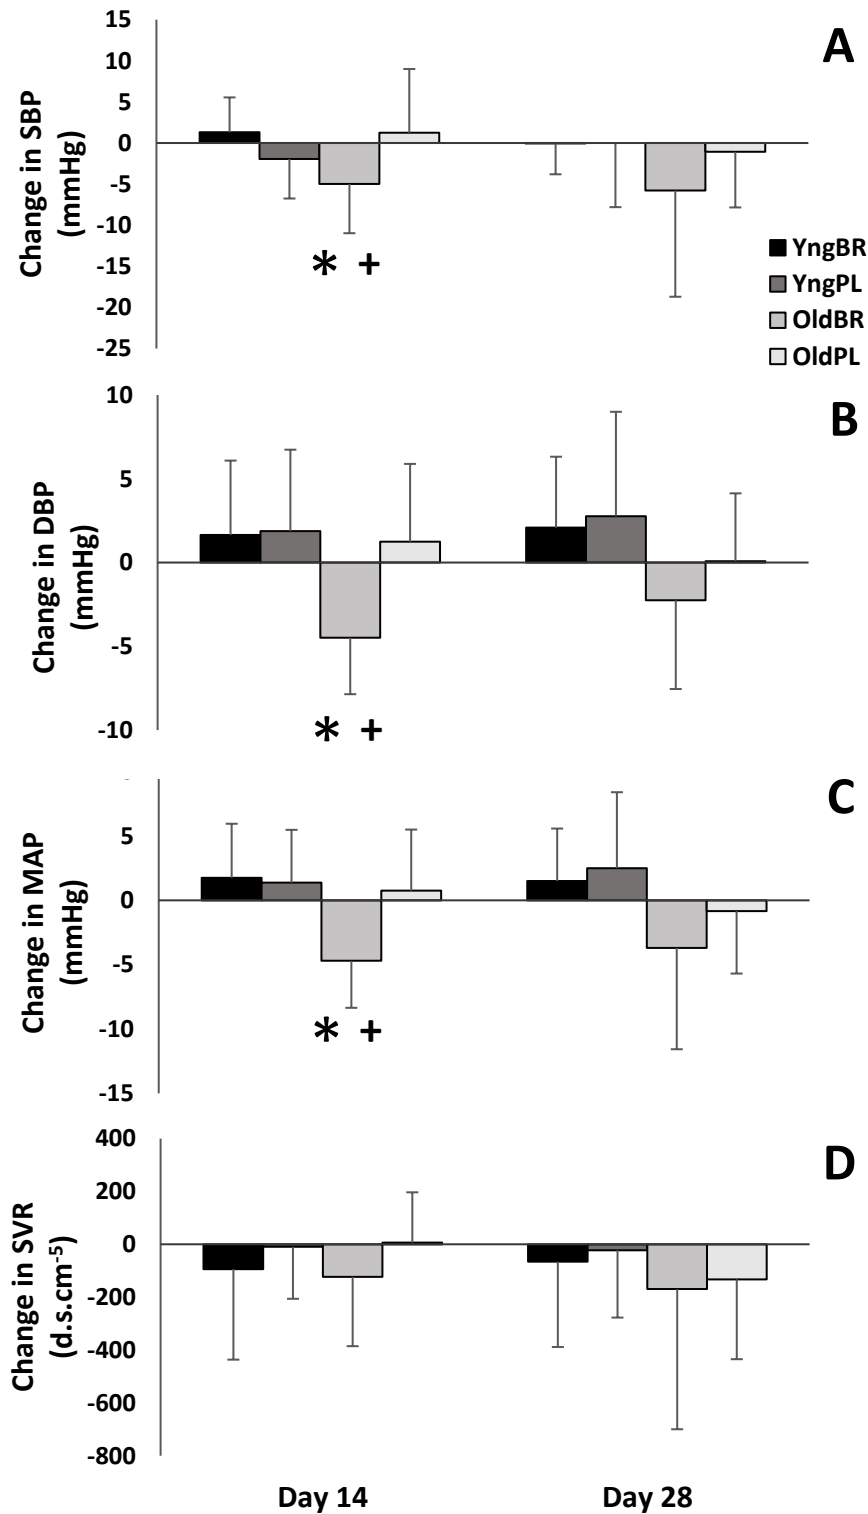 A
Change in SBP
(mmHg)
15
10
5
0
-5
-10
-15
-20
-25
* +
YngBR
YngPL
OldBR
OldPL
B
Change in DBP
(mmHg)
10
5
0
-5
-10
* +
C
Change in MAP
(mmHg)
5
0
-5
-10
-15
* +
D
Change in SVR
(d.s.cm-5)
400
200
0
-200
-400
-600
-800
Day 14
Day 28